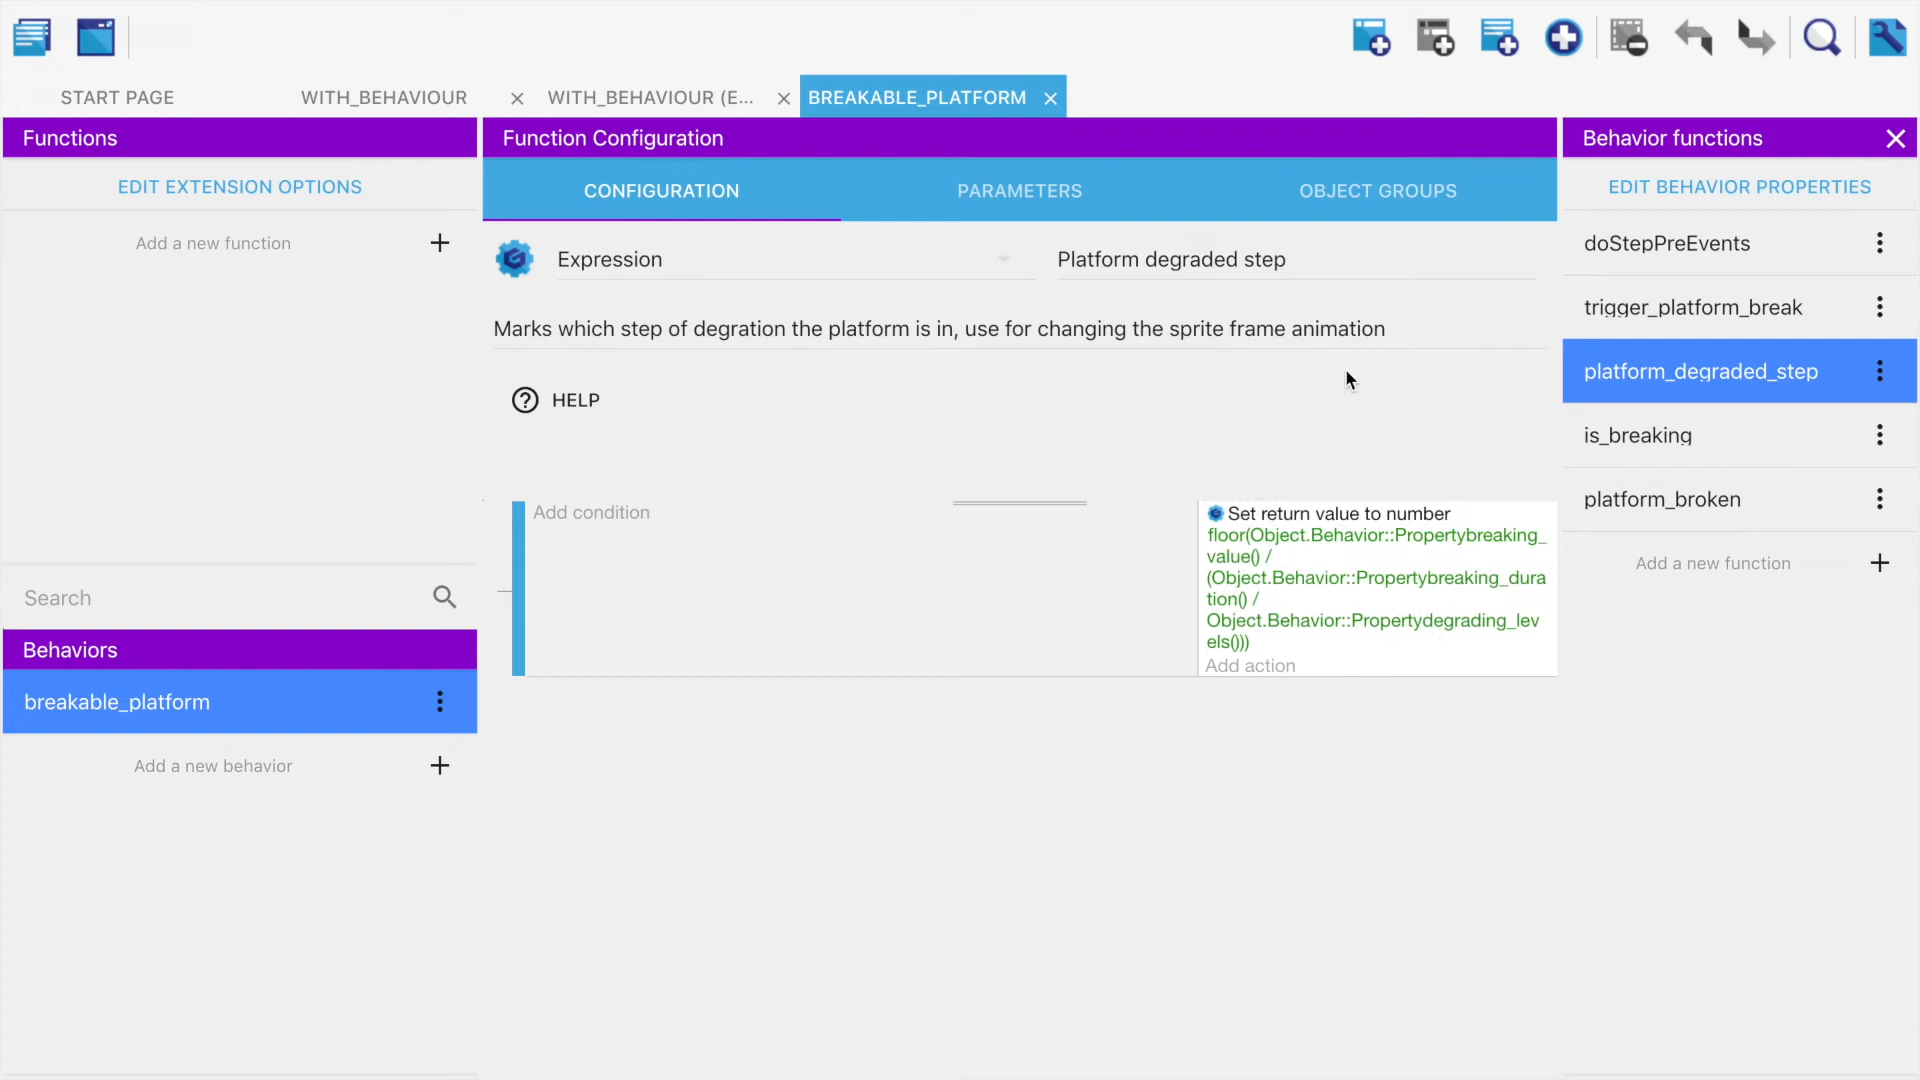 START PAGE
WITH_BEHAVIOUR
WITH_BEHAVIOUR (E...
BREAKABLE_PLATFORM
Functions
EDIT EXTENSION OPTIONS
Add a new function
Search
Behaviors
breakable_platform
Add a new behavior
Function Configuration
CONFIGURATION
PARAMETERS
OBJECT GROUPS
Expression
Platform degraded step
Marks which step of degration the platform is in, use for changing the sprite frame animation
HELP
Add condition
Set return value to number
floor(Object.Behavior::Propertybreaking_
value() /
(Object.Behavior::Propertybreaking_dura
tion() /
Object.Behavior::Propertydegrading_lev
els()))
Add action
Behavior functions
EDIT BEHAVIOR PROPERTIES
doStepPreEvents
trigger_platform_break
platform_degraded_step
is_breaking
platform_broken
Add a new function